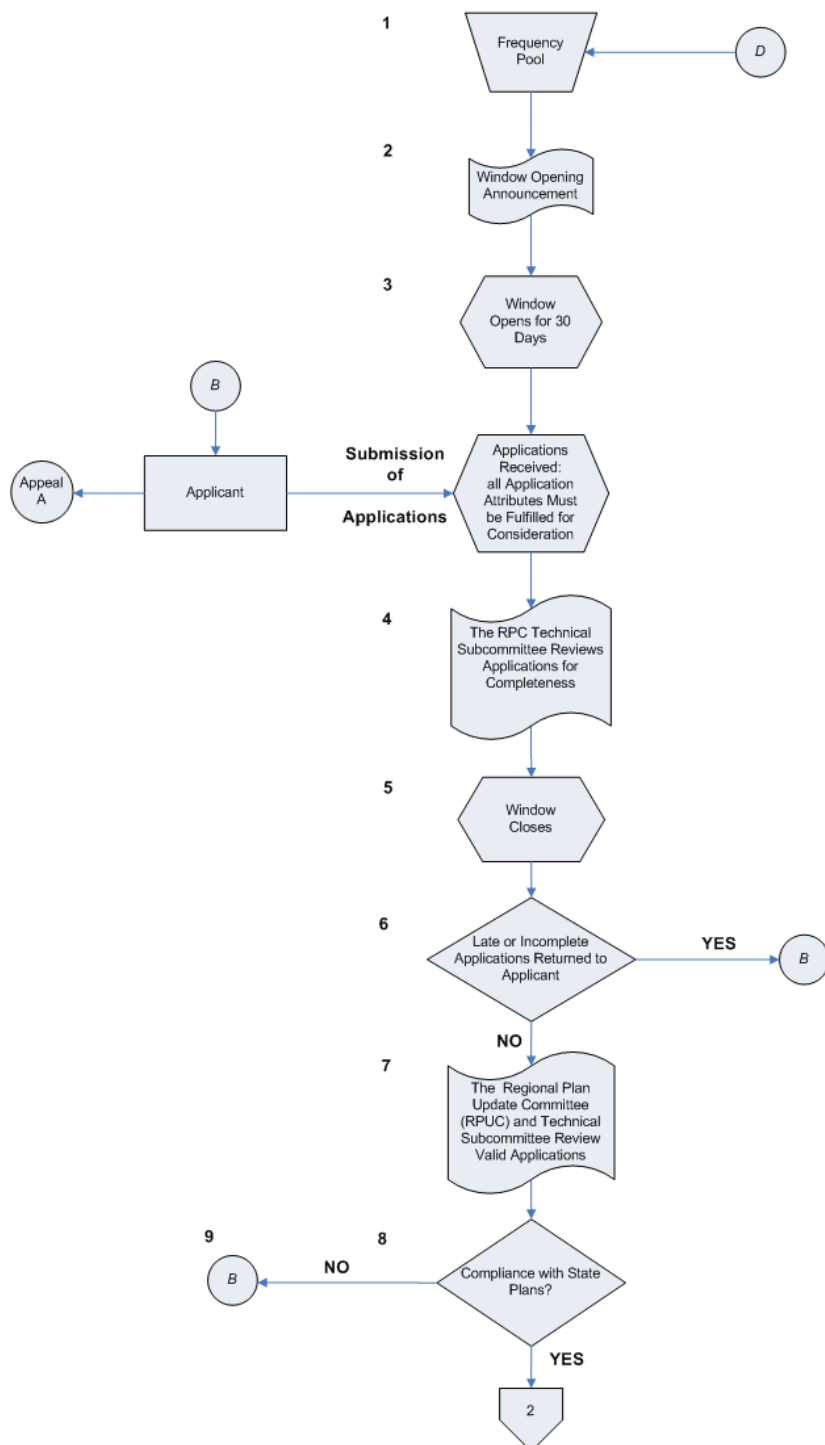 1
Frequency
Pool
D
2
Window Opening
Announcement
3
Window
Opens for 30
Days
B
Appeal
A
Applicant
Submission
of
Applications
Applications
Received:
all Application
Attributes Must
be Fulfilled for
Consideration
4
The RPC Technical
Subcommittee Reviews
Applications for
Completeness
5
Window
Closes
6
Late or Incomplete
Applications Returned to
Applicant
YES
B
NO
7
The Regional Plan
Update Committee
(RPUC) and Technical
Subcommittee Review
Valid Applications
9
8
B
NO
Compliance with State
Plans?
YES
2